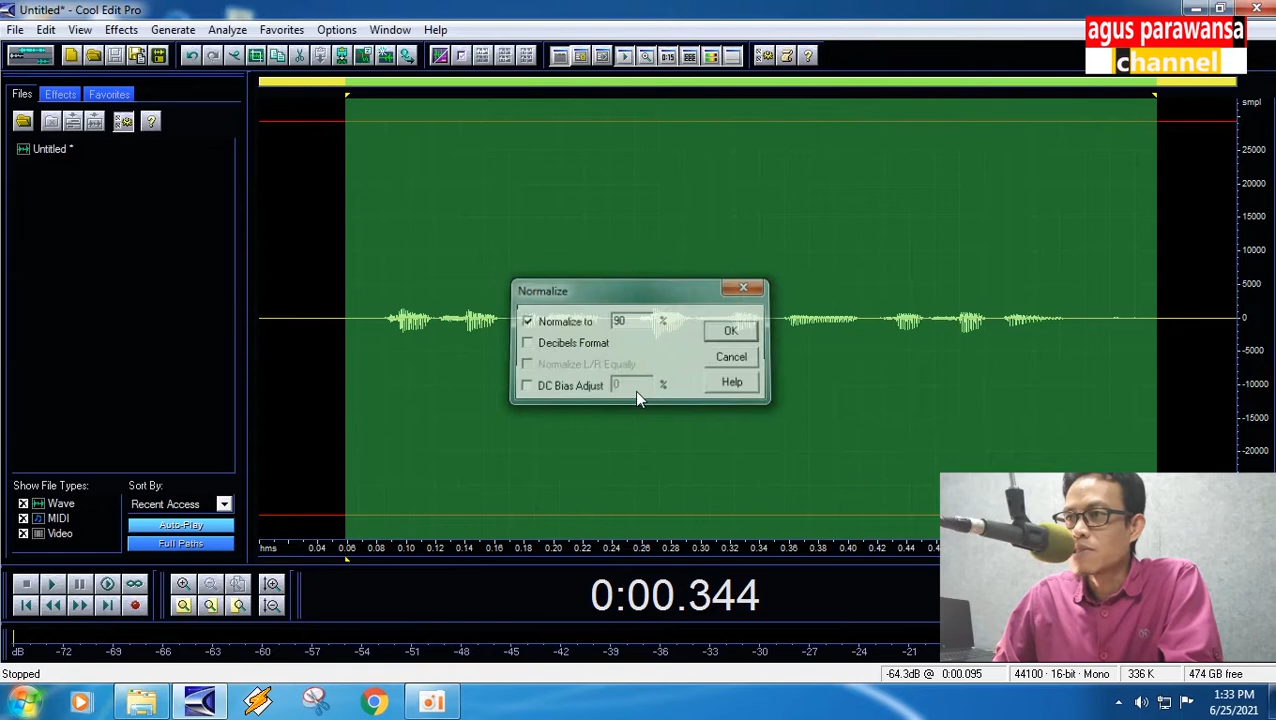 Untitled* - Cool Edit Pro
File Edit View Effects Generate Analyze Favorites Options Window Help
agus parawansa
channel
Files Effects Favorites
smpl
Untitled *
25000
20000
15000
10000
5000
0
-5000
-10000
-15000
-20000
Normalize
Normalize to 90 %
Decibels Format
Normalize L/R Equally
DC Bias Adjust 0 %
OK
Cancel
Help
Show File Types:
Wave
MIDI
Video
Sort By:
Recent Access
Auto-Play
Full Paths
hms 0.04 0.06 0.08 0.10 0.12 0.14 0.16 0.18 0.20 0.22 0.24 0.26 0.28 0.30 0.32 0.34 0.36 0.38 0.40 0.42 0.44
0:00.344
dB -72 -69 -66 -63 -60 -57 -54 -51 -48 -45 -42 -39 -36 -33 -30 -27 -24 -21
Stopped
-64.3dB @ 0:00.095 44100 · 16-bit · Mono 336 K 474 GB free
1:33 PM
6/25/2021